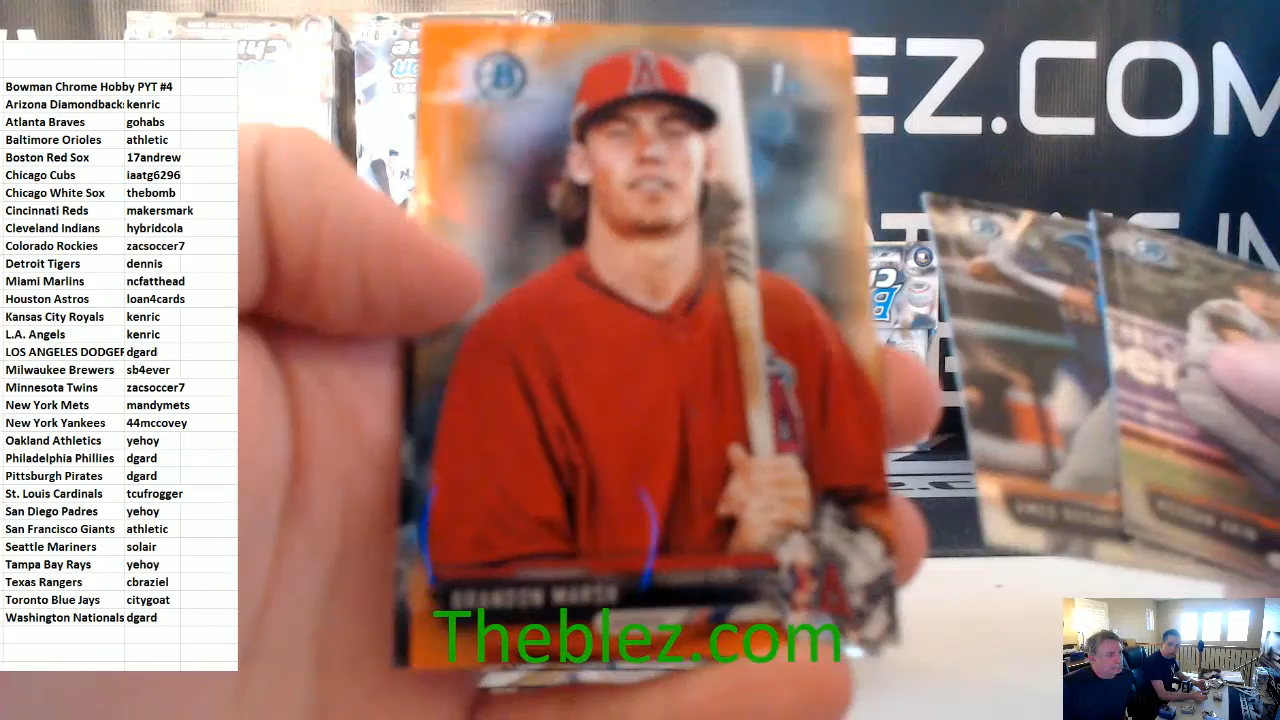 Bowman Chrome Hobby PYT #4
Arizona Diamondback: kenric
Atlanta Braves gohabs
Baltimore Orioles athletic
Boston Red Sox 17andrew
Chicago Cubs iaatg6296
Chicago White Sox thebomb
Cincinnati Reds makersmark
Cleveland Indians hybridcola
Colorado Rockies zacsoccer7
Detroit Tigers dennis
Miami Marlins ncfatthead
Houston Astros loan4cards
Kansas City Royals kenric
L.A. Angels kenric
LOS ANGELES DODGER dgard
Milwaukee Brewers sb4ever
Minnesota Twins zacsoccer7
New York Mets mandymets
New York Yankees 44mccovey
Oakland Athletics yehoy
Philadelphia Phillies dgard
Pittsburgh Pirates dgard
St. Louis Cardinals tcufrogger
San Diego Padres yehoy
San Francisco Giants athletic
Seattle Mariners solair
Tampa Bay Rays yehoy
Texas Rangers cbraziel
Toronto Blue Jays citygoat
Washington Nationals dgard
EZ.COM
B
A
A
BRANDON MARSH
Theblez.com